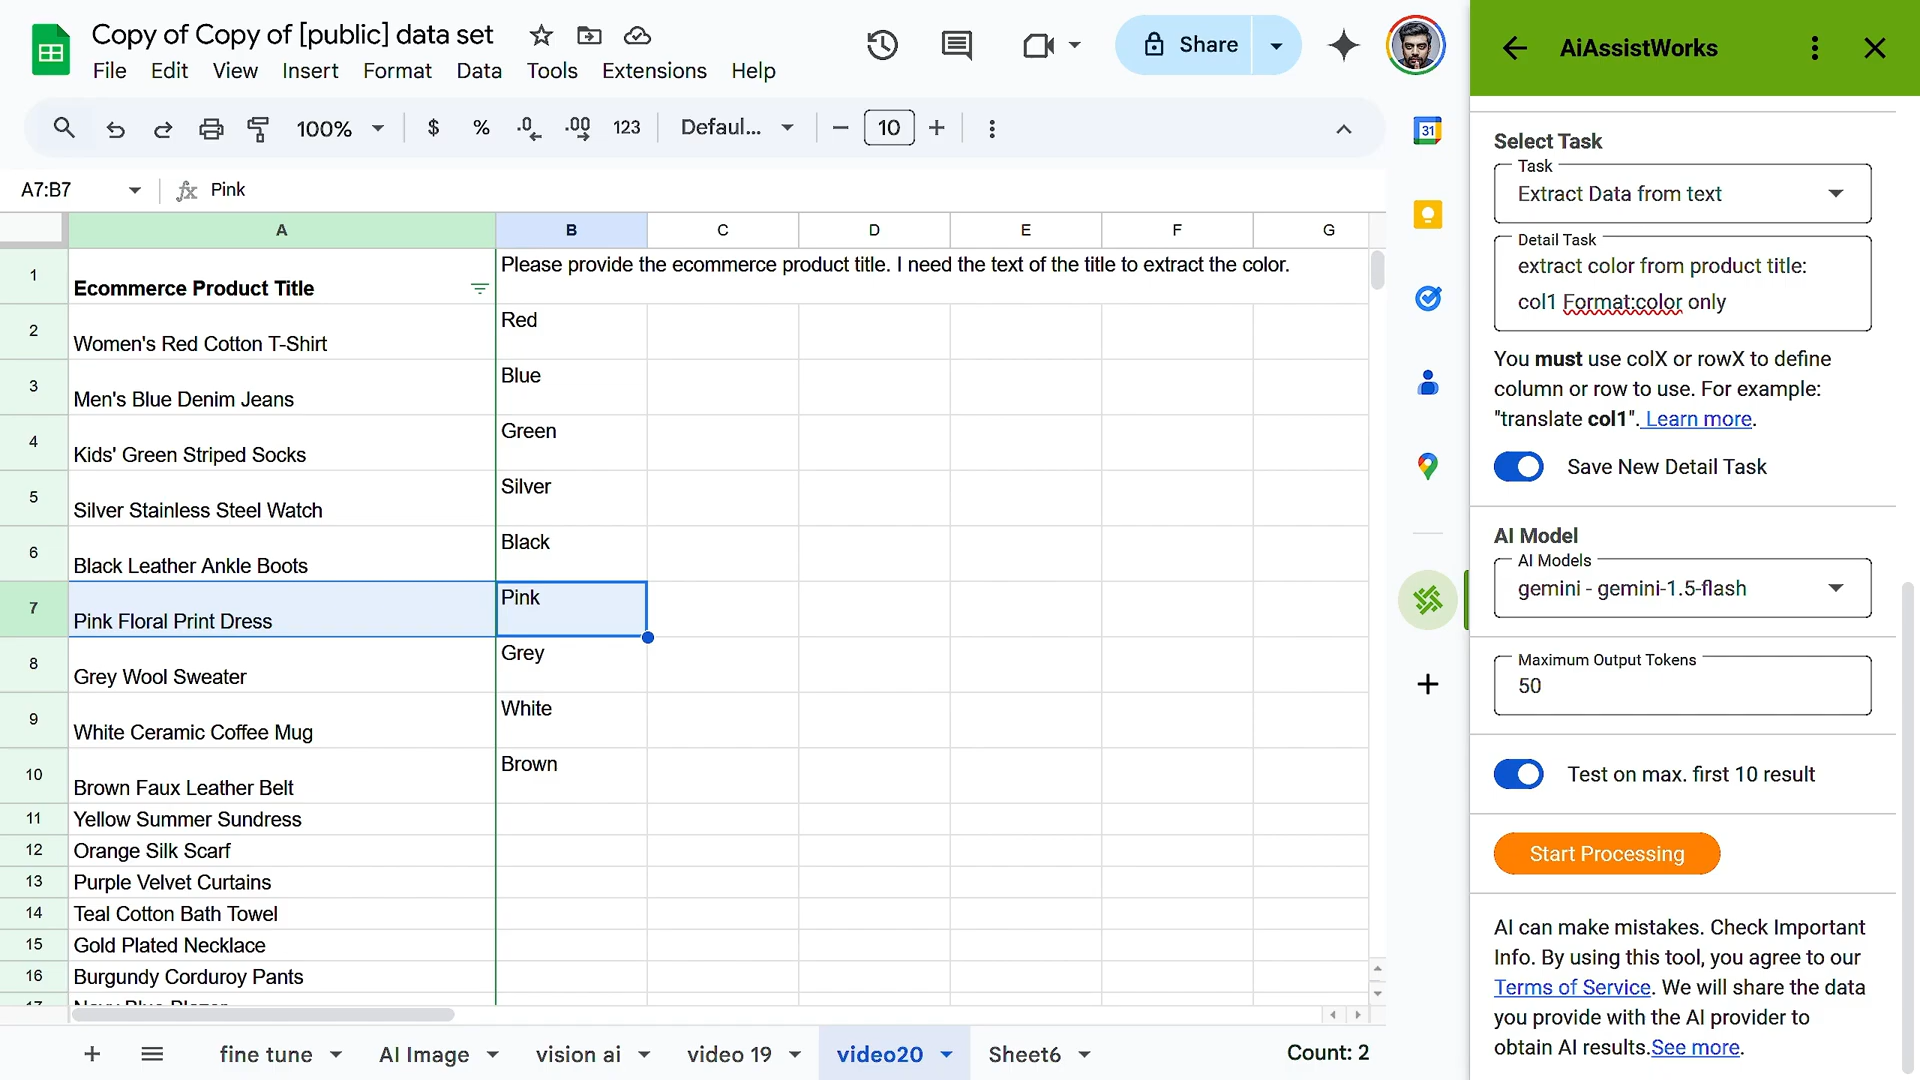 Copy of Copy of [public] data set
File Edit View Insert Format Data Tools Extensions Help
Share
100% $ % .0 .00 123 Defaul... 10
A7:B7 Pink
A B C D E F G
1 Ecommerce Product Title Please provide the ecommerce product title. I need the text of the title to extract the color.
2 Women's Red Cotton T-Shirt Red
3 Men's Blue Denim Jeans Blue
4 Kids' Green Striped Socks Green
5 Silver Stainless Steel Watch Silver
6 Black Leather Ankle Boots Black
7 Pink Floral Print Dress Pink
8 Grey Wool Sweater Grey
9 White Ceramic Coffee Mug White
10 Brown Faux Leather Belt Brown
11 Yellow Summer Sundress
12 Orange Silk Scarf
13 Purple Velvet Curtains
14 Teal Cotton Bath Towel
15 Gold Plated Necklace
16 Burgundy Corduroy Pants
fine tune AI Image vision ai video 19 video20 Sheet6 Count: 2
31
AiAssistWorks
Select Task
Task
Extract Data from text
Detail Task
extract color from product title:
col1 Format:color only
You must use colX or rowX to define
column or row to use. For example:
"translate col1". Learn more.
Save New Detail Task
AI Model
AI Models
gemini - gemini-1.5-flash
Maximum Output Tokens
50
Test on max. first 10 result
Start Processing
AI can make mistakes. Check Important
Info. By using this tool, you agree to our
Terms of Service. We will share the data
you provide with the AI provider to
obtain AI results.See more.